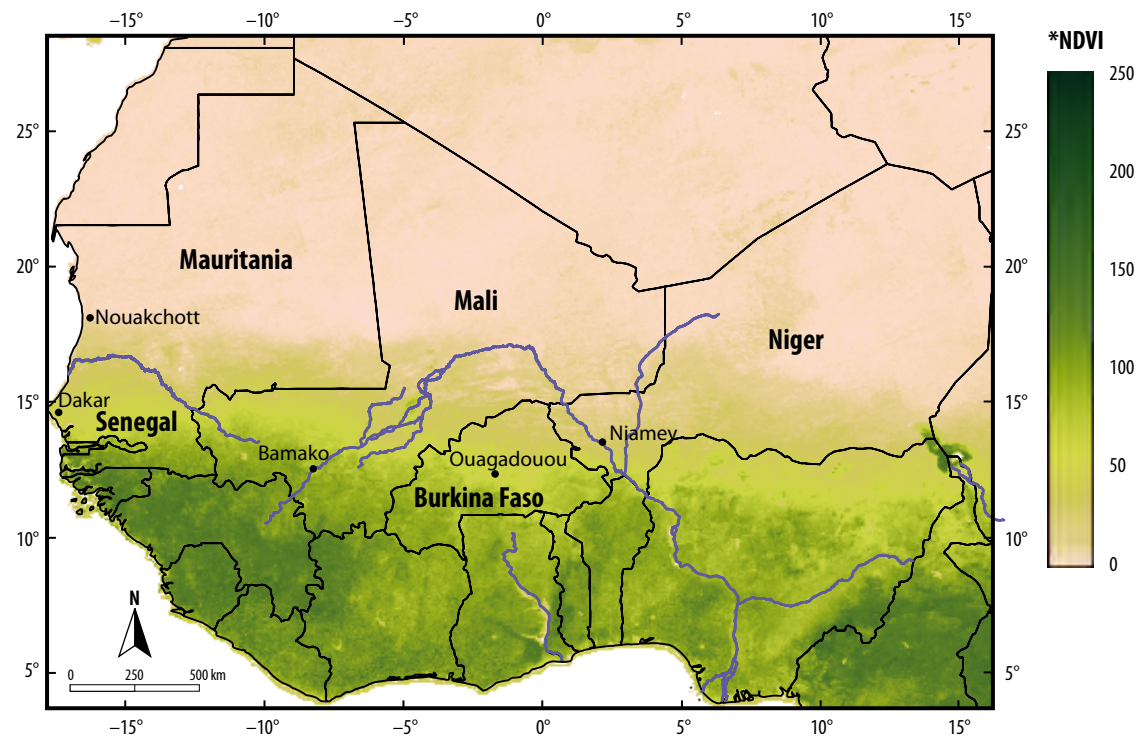 −15° −10° −5° 0° 5° 10° 15°
*NDVI
250
200
150
100
50
0
25° 25°
20° 20°
15° 15°
10° 10°
5° 5°
Mauritania
Mali
Niger
Nouakchott
Dakar
Senegal
Bamako
Niamey
Ouagadouou
Burkina Faso
N
0 250 500 km
−15° −10° −5° 0° 5° 10° 15°